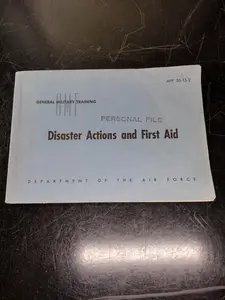 GENERAL MILITARY TRAINING
GMT
PERSONAL FILE
Disaster Actions and First Aid
DEPARTMENT OF THE AIR FORCE